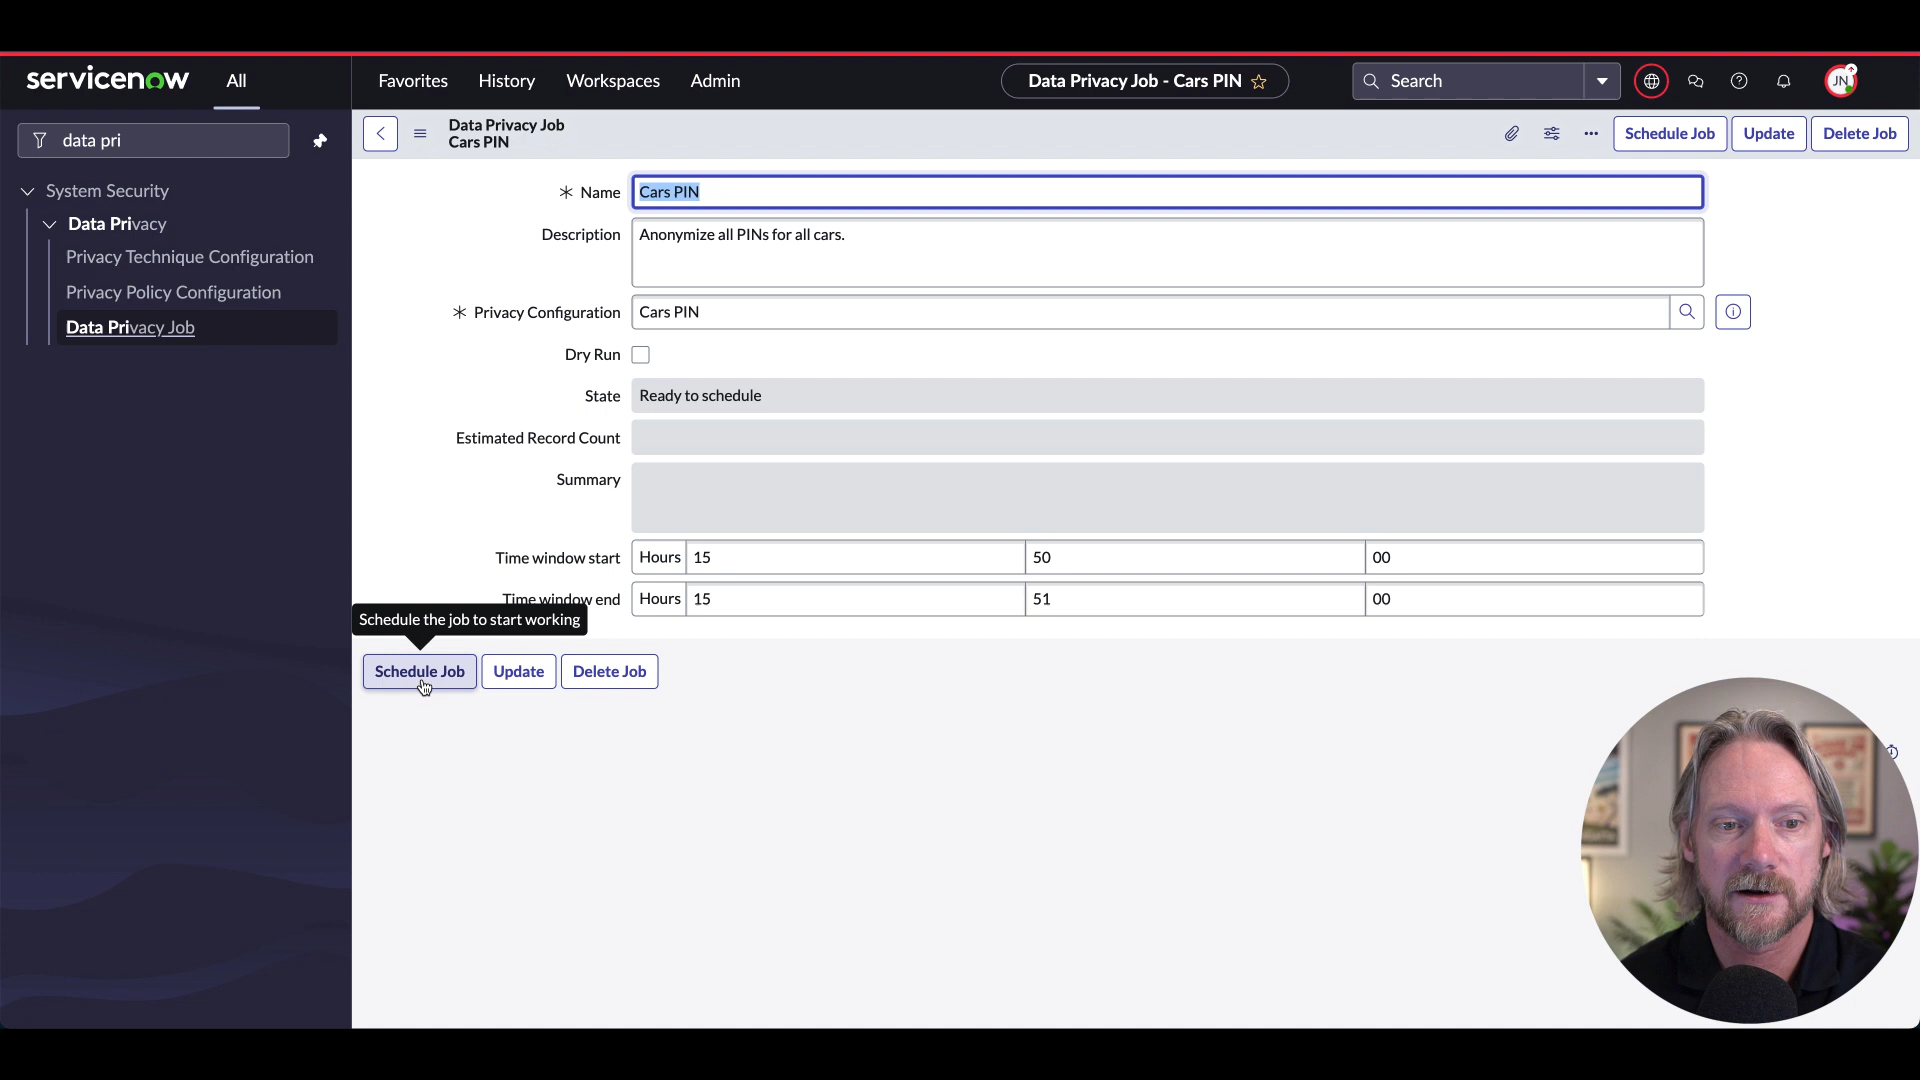 servicenow
All
Favorites
History
Workspaces
Admin
Data Privacy Job - Cars PIN
Search
JN
data pri
Data Privacy Job
Cars PIN
Schedule Job
Update
Delete Job
System Security
Data Privacy
Privacy Technique Configuration
Privacy Policy Configuration
Data Privacy Job
Name
Cars PIN
Description
Anonymize all PINs for all cars.
Privacy Configuration
Cars PIN
Dry Run
State
Ready to schedule
Estimated Record Count
Summary
Time window start
Hours 15 50 00
Time window end
Hours 15 51 00
Schedule the job to start working
Schedule Job
Update
Delete Job